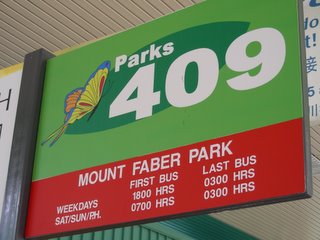 Parks
409
MOUNT FABER PARK
FIRST BUS LAST BUS
WEEKDAYS 1800 HRS 0300 HRS
SAT/SUN/PH. 0700 HRS 0300 HRS